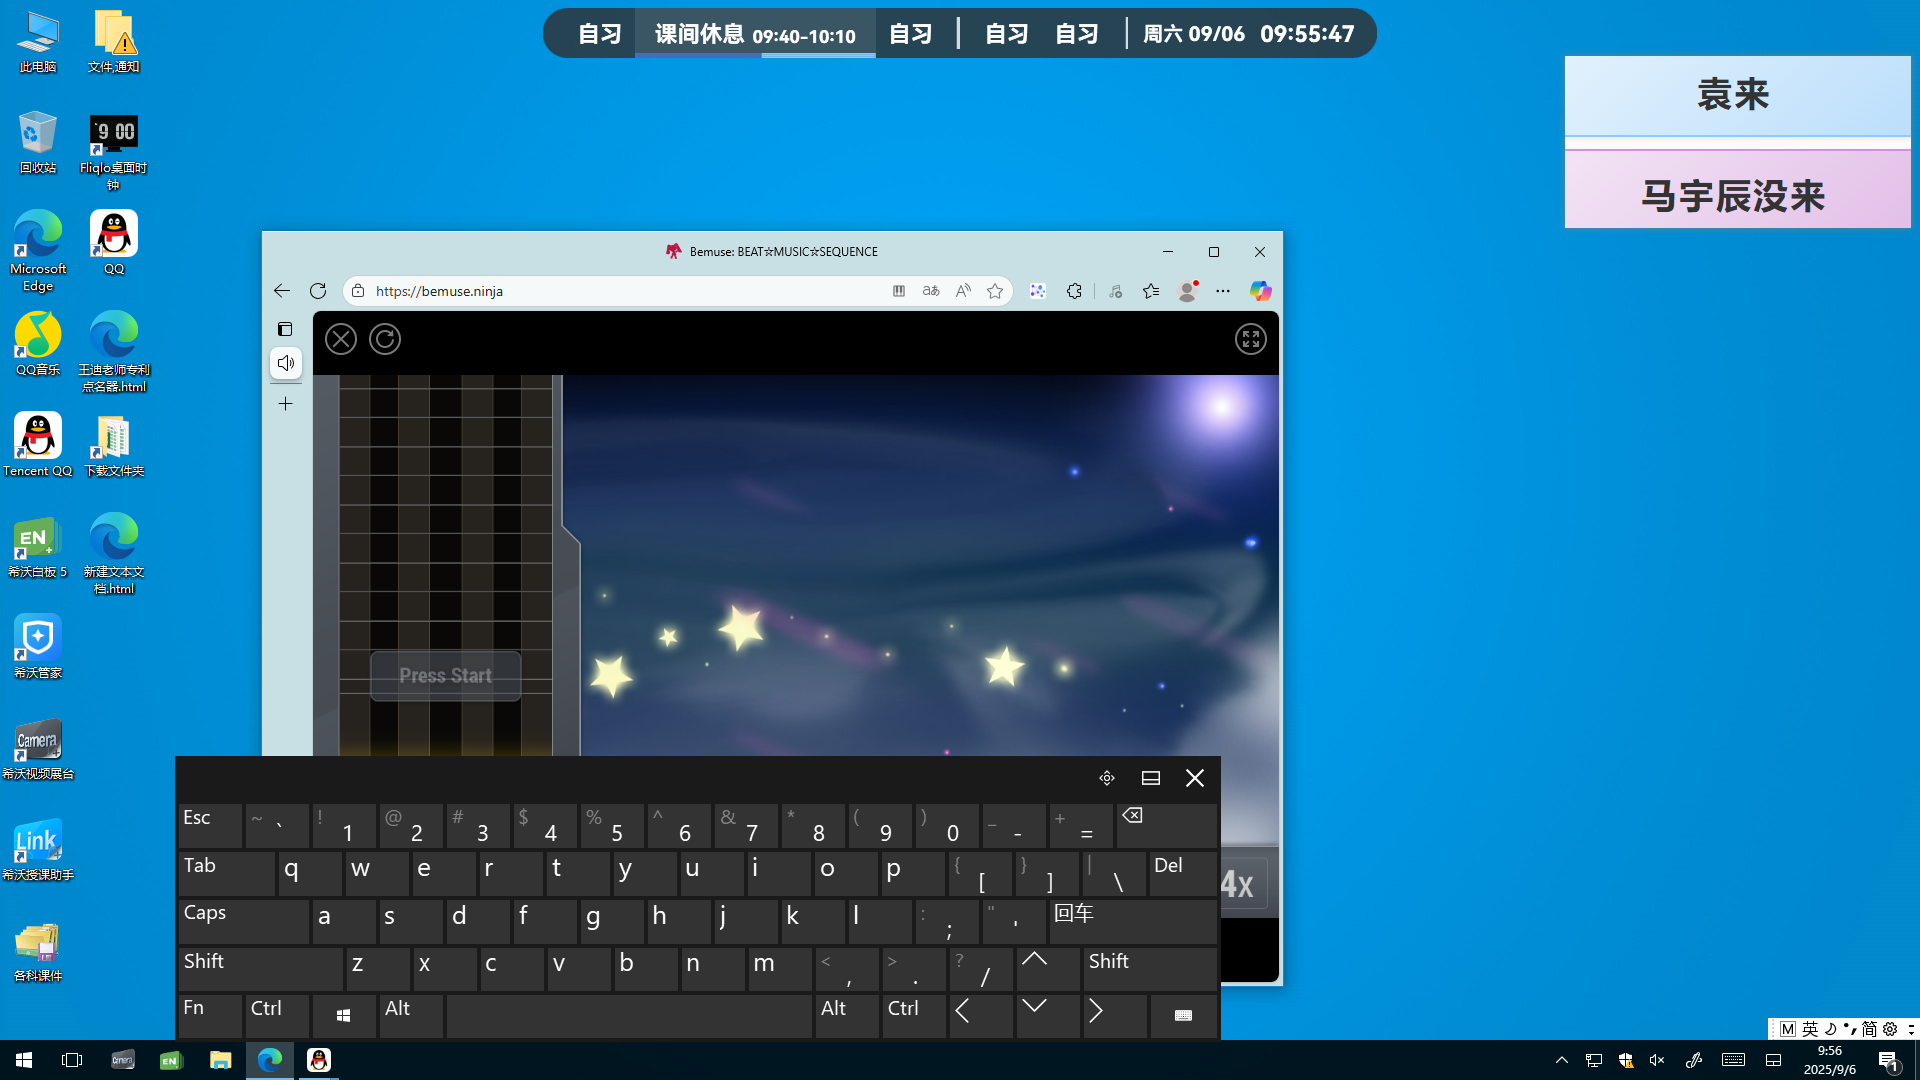 自习 课间休息 09:40-10:10 自习 自习 自习 周六 09/06 09:55:47
袁来
马宇辰没来
此电脑
文件,通知
回收站
9 00
Fliqlo桌面时
钟
Microsoft
Edge
QQ
QQ音乐
王迪老师专利
点名器.html
Tencent QQ
下载文件夹
EN
希沃白板 5
新建文本文
档.html
希沃管家
Camera
希沃视频展台
Link
希沃授课助手
各科课件
Bemuse: BEAT☆MUSIC☆SEQUENCE
https://bemuse.ninja
Press Start
4x
Esc ~ ` ! 1 @ 2 # 3 $ 4 % 5 ^ 6 & 7 * 8 ( 9 ) 0 _ - + =
Tab q w e r t y u i o p { [ } ] | \ Del
Caps a s d f g h j k l : ; " ' 回车
Shift z x c v b n m < , > . ? / Shift
Fn Ctrl Alt Alt Ctrl
M 英 简
Camera EN
9:56
2025/9/6
1